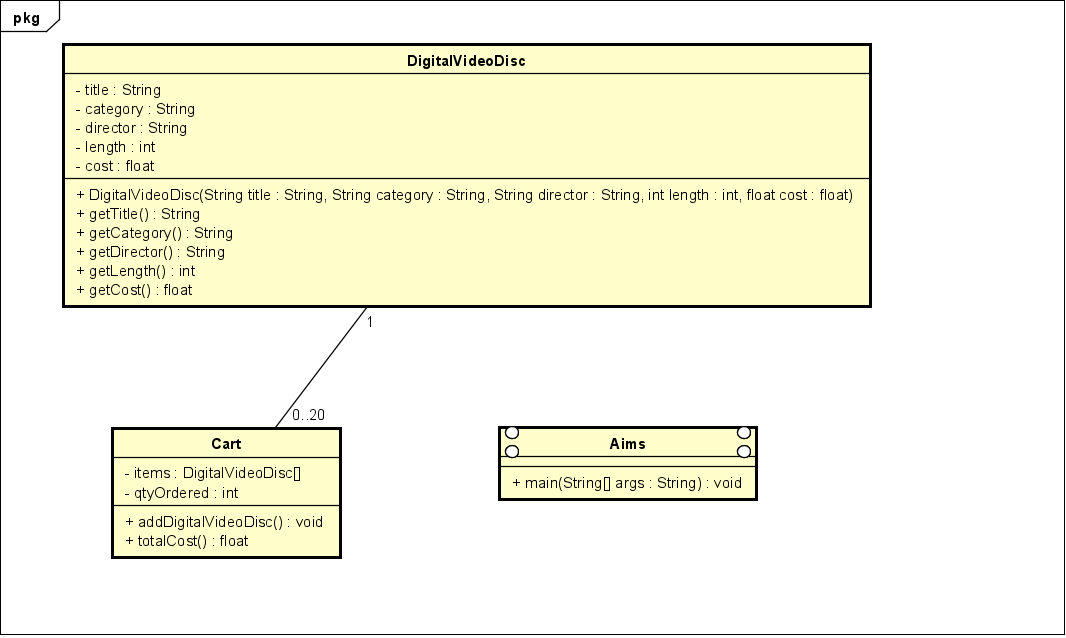 pkg
DigitalVideoDisc
- title : String
- category : String
- director : String
- length : int
- cost : float
+ DigitalVideoDisc(String title : String, String category : String, String director : String, int length : int, float cost : float)
+ getTitle() : String
+ getCategory() : String
+ getDirector() : String
+ getLength() : int
+ getCost() : float
1
0..20
Cart
- items : DigitalVideoDisc[]
- qtyOrdered : int
+ addDigitalVideoDisc() : void
+ totalCost() : float
Aims
+ main(String[] args : String) : void